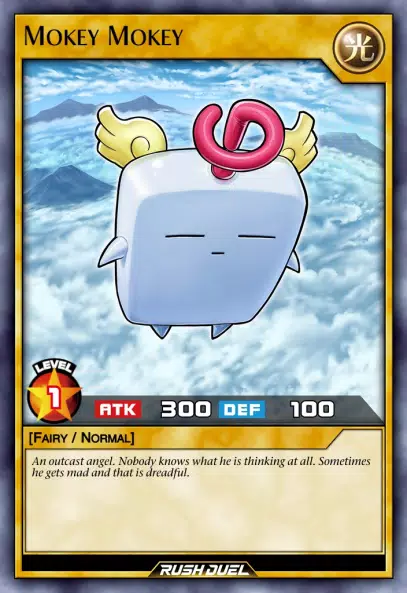 Mokey Mokey
光
LEVEL
1
ATK 300 DEF 100
[Fairy / Normal]
An outcast angel. Nobody knows what he is thinking at all. Sometimes
he gets mad and that is dreadful.
RUSH DUEL